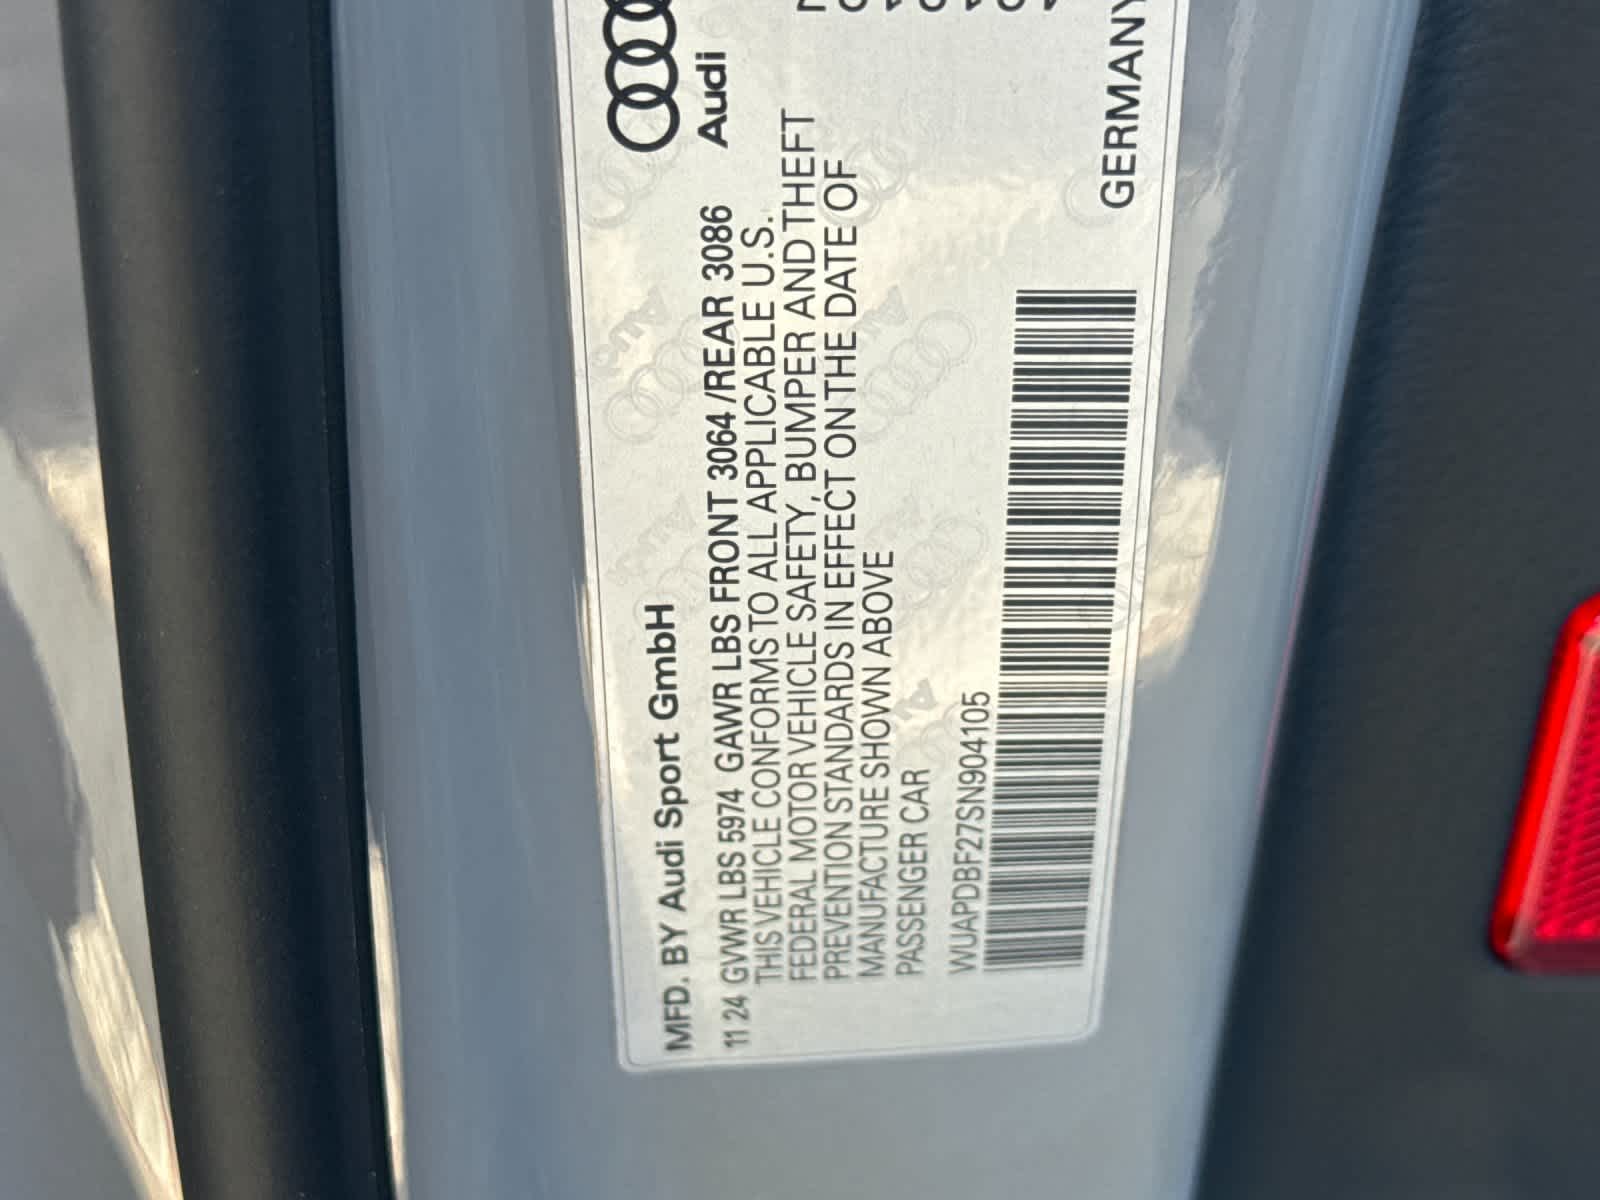 Audi
MFD. BY Audi Sport GmbH
11 24 GVWR LBS 5974 GAWR LBS FRONT 3064 /REAR 3086
THIS VEHICLE CONFORMS TO ALL APPLICABLE U.S.
FEDERAL MOTOR VEHICLE SAFETY, BUMPER AND THEFT
PREVENTION STANDARDS IN EFFECT ON THE DATE OF
MANUFACTURE SHOWN ABOVE
PASSENGER CAR
WUAPDBF27SN904105
GERMANY